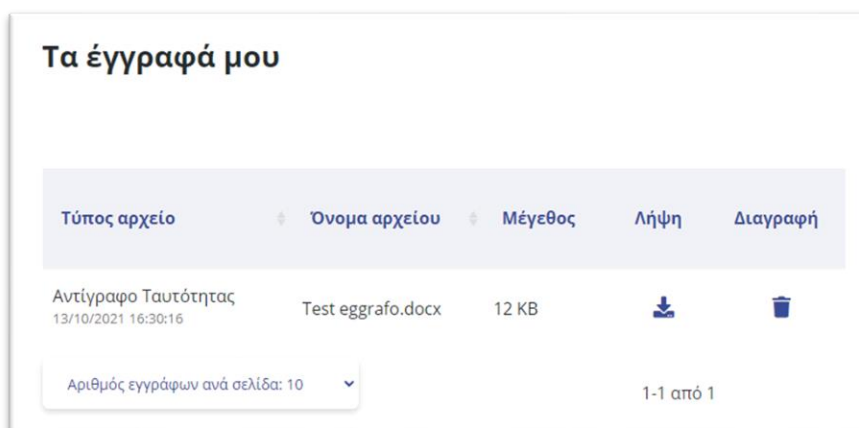 Τα έγγραφά μου
Τύπος αρχείο Όνομα αρχείου Μέγεθος Λήψη Διαγραφή
Αντίγραφο Ταυτότητας
13/10/2021 16:30:16
Test eggrafo.docx 12 KB
Αριθμός εγγράφων ανά σελίδα: 10
1-1 από 1